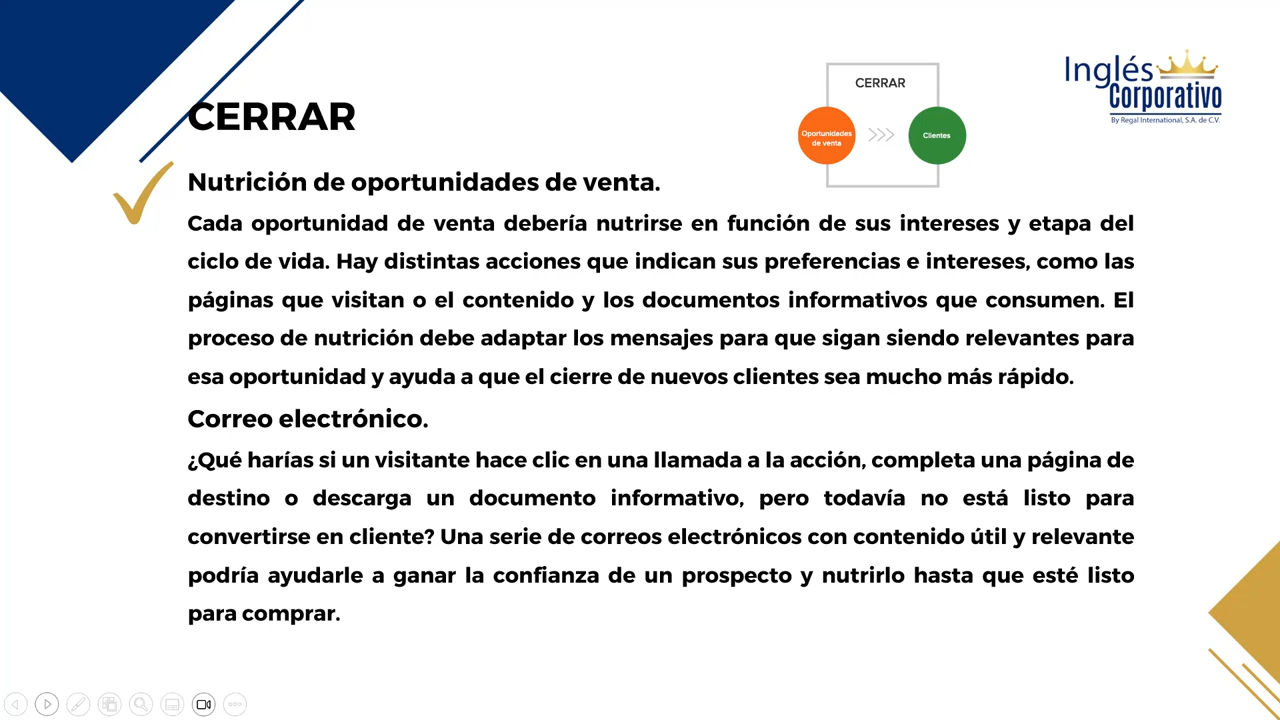 CERRAR
Inglés
Corporativo
By Regal International, S.A. de C.V.
CERRAR
Oportunidades
de venta
Clientes
Nutrición de oportunidades de venta.
Cada oportunidad de venta debería nutrirse en función de sus intereses y etapa del
ciclo de vida. Hay distintas acciones que indican sus preferencias e intereses, como las
páginas que visitan o el contenido y los documentos informativos que consumen. El
proceso de nutrición debe adaptar los mensajes para que sigan siendo relevantes para
esa oportunidad y ayuda a que el cierre de nuevos clientes sea mucho más rápido.
Correo electrónico.
¿Qué harías si un visitante hace clic en una llamada a la acción, completa una página de
destino o descarga un documento informativo, pero todavía no está listo para
convertirse en cliente? Una serie de correos electrónicos con contenido útil y relevante
podría ayudarle a ganar la confianza de un prospecto y nutrirlo hasta que esté listo
para comprar.